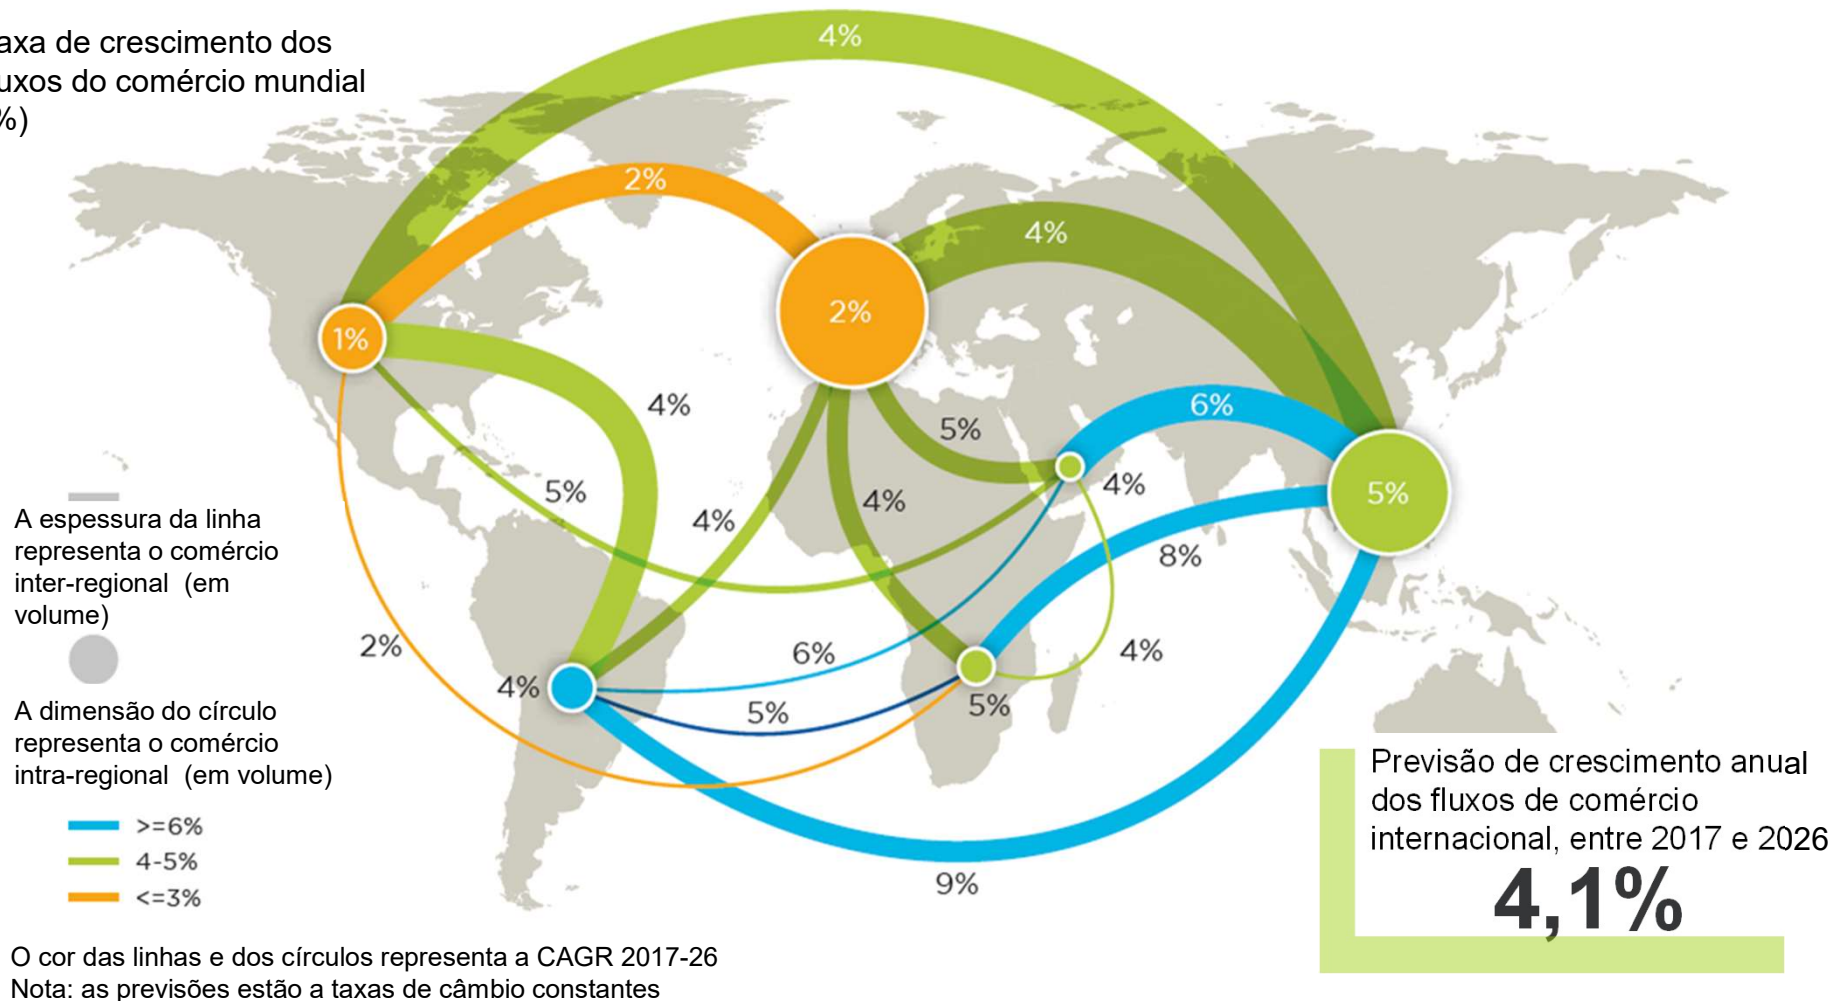 axa de crescimento dos
uxos do comércio mundial
%)
4%
2%
4%
1%
2%
4%
5%
6%
5%
4%
4%
4%
5%
8%
2%
6%
4%
4%
5%
5%
9%
A espessura da linha
representa o comércio
inter-regional (em
volume)
A dimensão do círculo
representa o comércio
intra-regional (em volume)
>=6%
4-5%
<=3%
Previsão de crescimento anual
dos fluxos de comércio
internacional, entre 2017 e 2026
4,1%
O cor das linhas e dos círculos representa a CAGR 2017-26
Nota: as previsões estão a taxas de câmbio constantes